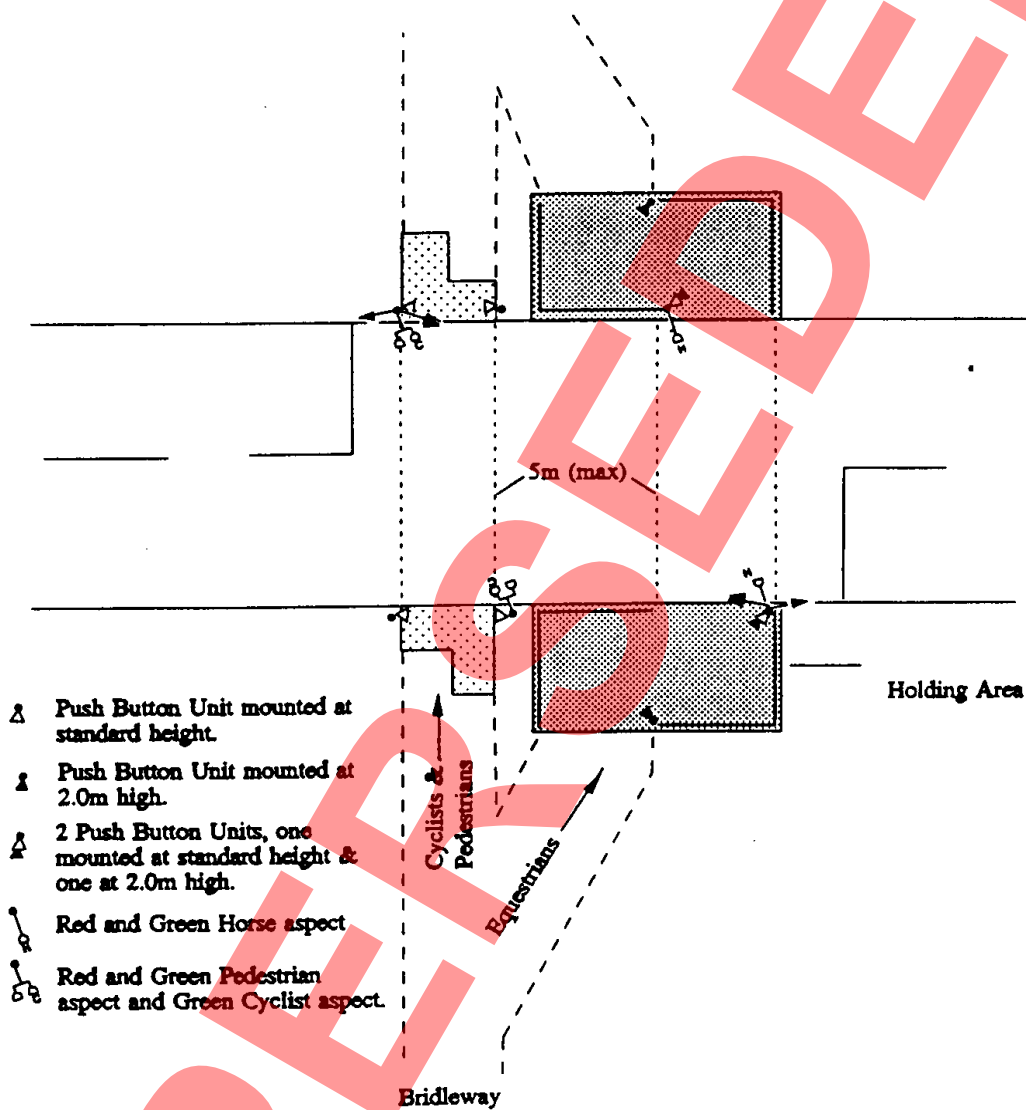 5m (max)
Holding Area
Push Button Unit mounted at
standard height.
Push Button Unit mounted at
2.0m high.
2 Push Button Units, one
mounted at standard height &
one at 2.0m high.
Red and Green Horse aspect
Red and Green Pedestrian
aspect and Green Cyclist aspect.
Cyclists &
Pedestrians
Equestrians
Bridleway
SUPERSEDED